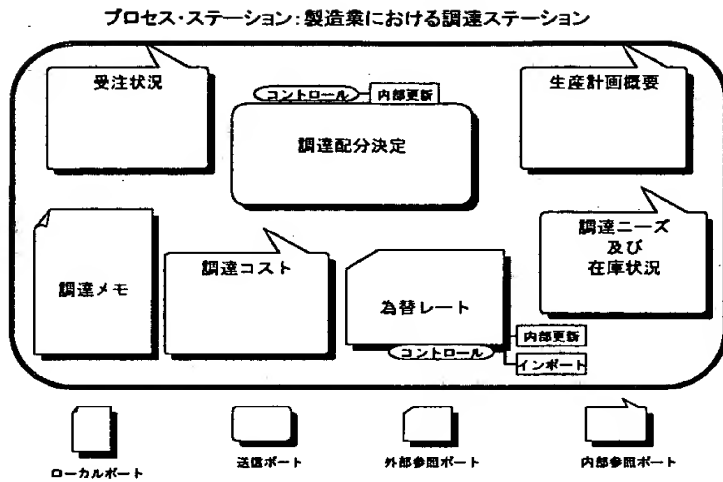 プロセス・ステーション：製造業における調達ステーション
受注状況
コントロール
内部更新
生産計画概要
調達配分決定
調達メモ
調達コスト
為替レート
調達ニーズ
及び
在庫状況
コントロール
内部更新
インポート
ローカルポート
送信ポート
外部参照ポート
内部参照ポート